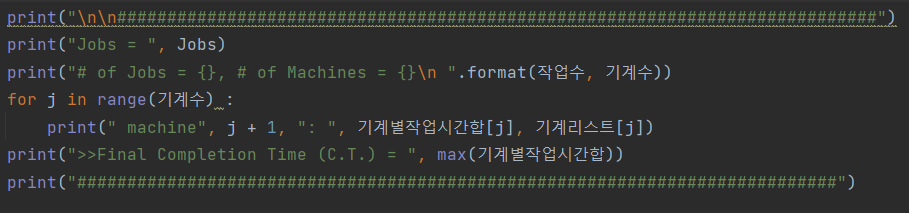 print("\n\n############################################################################")
print("Jobs = ", Jobs)
print("# of Jobs = {}, # of Machines = {}\n ".format(작업수, 기계수))
for j in range(기계수) :
    print(" machine", j + 1, ": ", 기계별작업시간합[j], 기계리스트[j])
print(">>Final Completion Time (C.T.) = ", max(기계별작업시간합))
print("############################################################################")